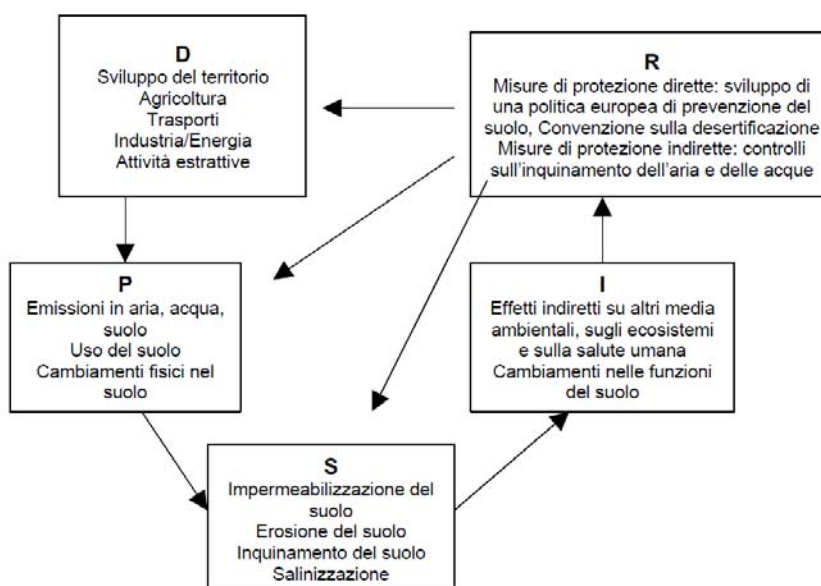 D
Sviluppo del territorio
Agricoltura
Trasporti
Industria/Energia
Attività estrattive
R
Misure di protezione dirette: sviluppo di
una politica europea di prevenzione del
suolo, Convenzione sulla desertificazione
Misure di protezione indirette: controlli
sull'inquinamento dell'aria e delle acque
P
Emissioni in aria, acqua,
suolo
Uso del suolo
Cambiamenti fisici nel
suolo
I
Effetti indiretti su altri media
ambientali, sugli ecosistemi
e sulla salute umana
Cambiamenti nelle funzioni
del suolo
S
Impermeabilizzazione del
suolo
Erosione del suolo
Inquinamento del suolo
Salinizzazione